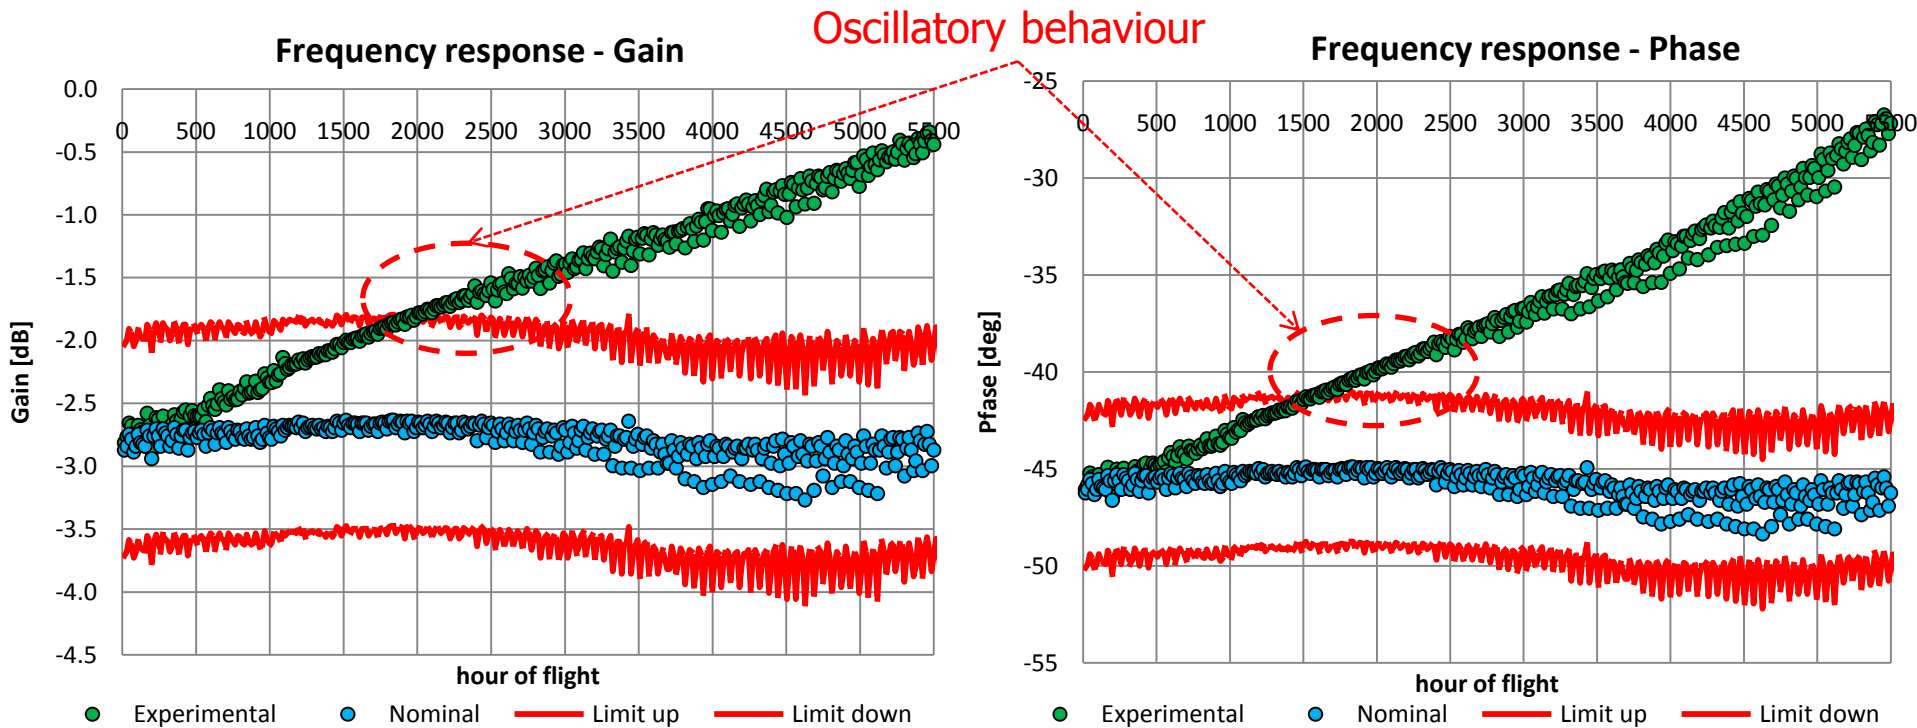 Oscillatory behaviour
Frequency response - Gain
0.0
-0.5
-1.0
-1.5
-2.0
-2.5
-3.0
-3.5
-4.0
-4.5
Gain [dB]
0 500 1000 1500 2000 2500 3000 3500 4000 4500 5000 5500
hour of flight
Experimental Nominal Limit up Limit down
Frequency response - Phase
-25
-30
-35
-40
-45
-50
-55
Pfase [deg]
0 500 1000 1500 2000 2500 3000 3500 4000 4500 5000 5500
hour of flight
Experimental Nominal Limit up Limit down